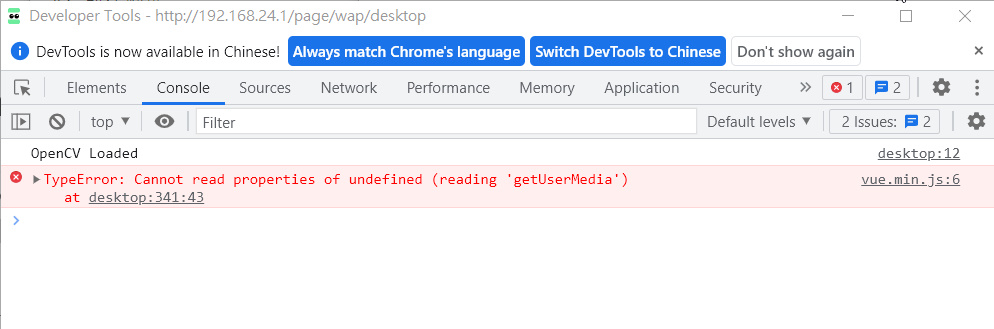 Developer Tools - http://192.168.24.1/page/wap/desktop
DevTools is now available in Chinese! Always match Chrome's language Switch DevTools to Chinese Don't show again
Elements Console Sources Network Performance Memory Application Security 1 2
top Filter Default levels 2 Issues: 2
OpenCV Loaded desktop:12
TypeError: Cannot read properties of undefined (reading 'getUserMedia') vue.min.js:6
at desktop:341:43